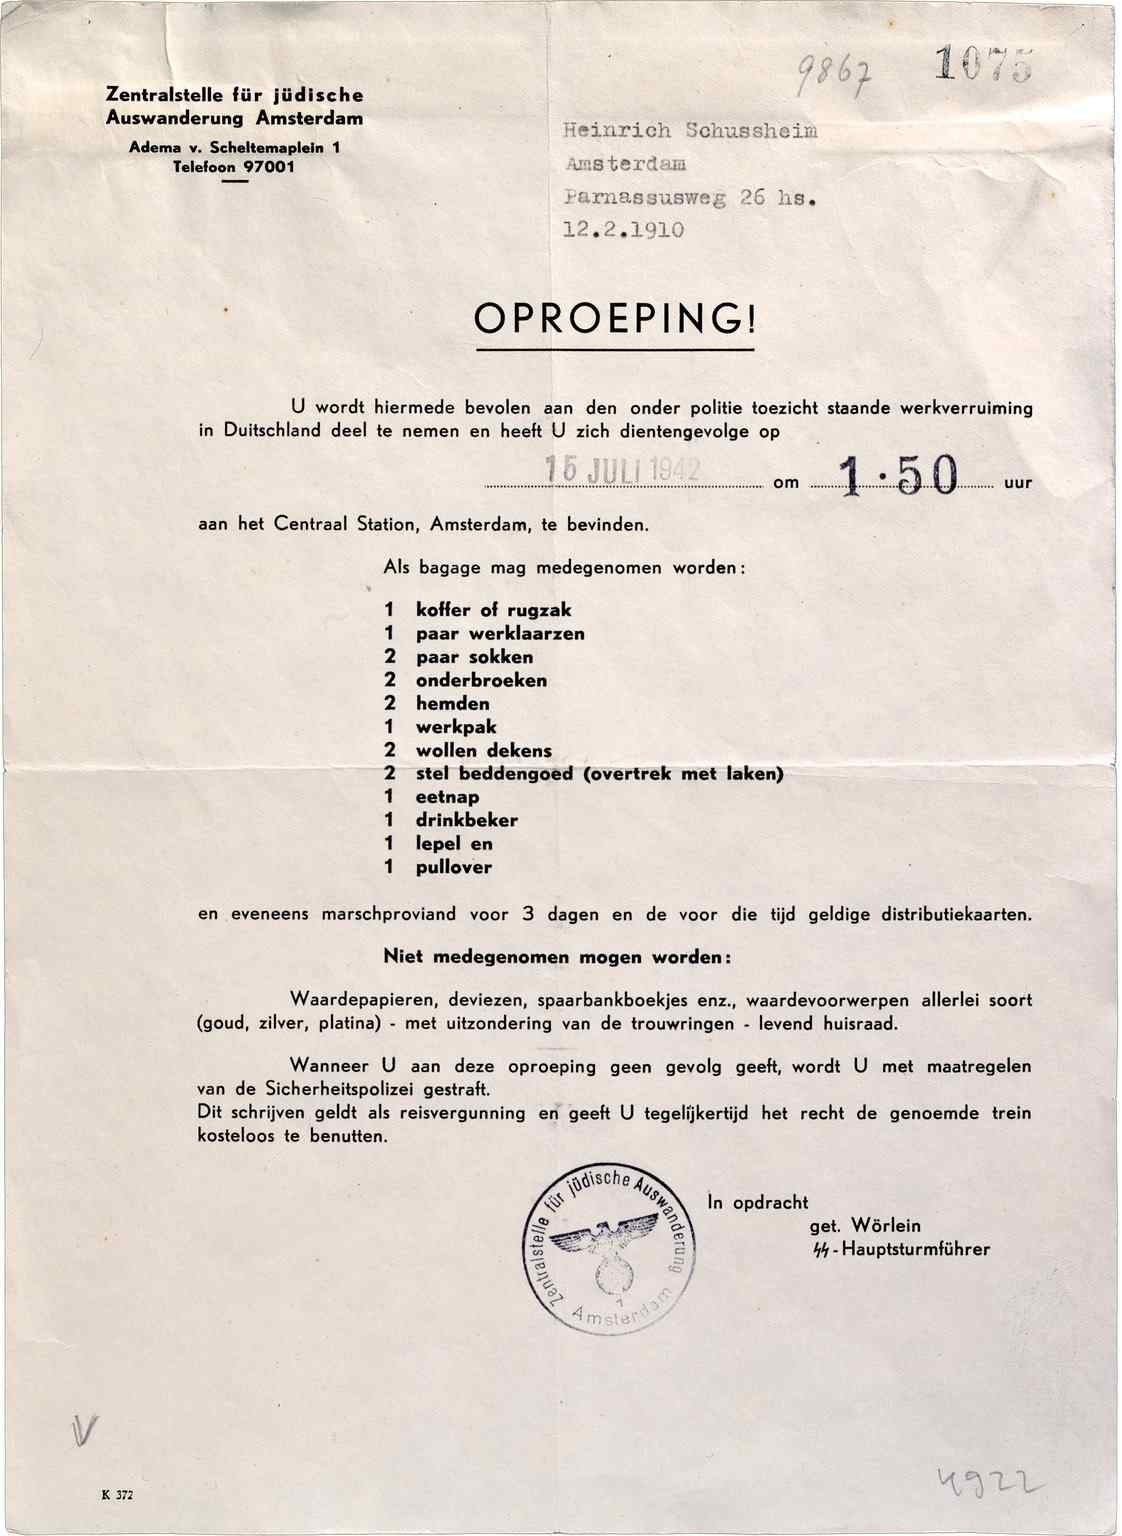 9867 1075
Zentralstelle für jüdische
Auswanderung Amsterdam
Adema v. Scheltemaplein 1
Telefoon 97001
Heinrich Schussheim
Amsterdam
Parnassusweg 26 hs.
12.2.1910
OPROEPING!
U wordt hiermede bevolen aan den onder politie toezicht staande werkverruiming
in Duitschland deel te nemen en heeft U zich dientengevolge op
15 JULI 1942 om 1·50 uur
aan het Centraal Station, Amsterdam, te bevinden.
Als bagage mag medegenomen worden:
1 koffer of rugzak
1 paar werklaarzen
2 paar sokken
2 onderbroeken
2 hemden
1 werkpak
2 wollen dekens
2 stel beddengoed (overtrek met laken)
1 eetnap
1 drinkbeker
1 lepel en
1 pullover
en eveneens marschproviand voor 3 dagen en de voor die tijd geldige distributiekaarten.
Niet medegenomen mogen worden:
Waardepapieren, deviezen, spaarbankboekjes enz., waardevoorwerpen allerlei soort
(goud, zilver, platina) - met uitzondering van de trouwringen - levend huisraad.
Wanneer U aan deze oproeping geen gevolg geeft, wordt U met maatregelen
van de Sicherheitspolizei gestraft.
Dit schrijven geldt als reisvergunning en geeft U tegelijkertijd het recht de genoemde trein
kosteloos te benutten.
Zentralstelle für jüdische Auswanderung
Amsterdam
1
In opdracht
get. Wörlein
SS-Hauptsturmführer
V
K 372
4922